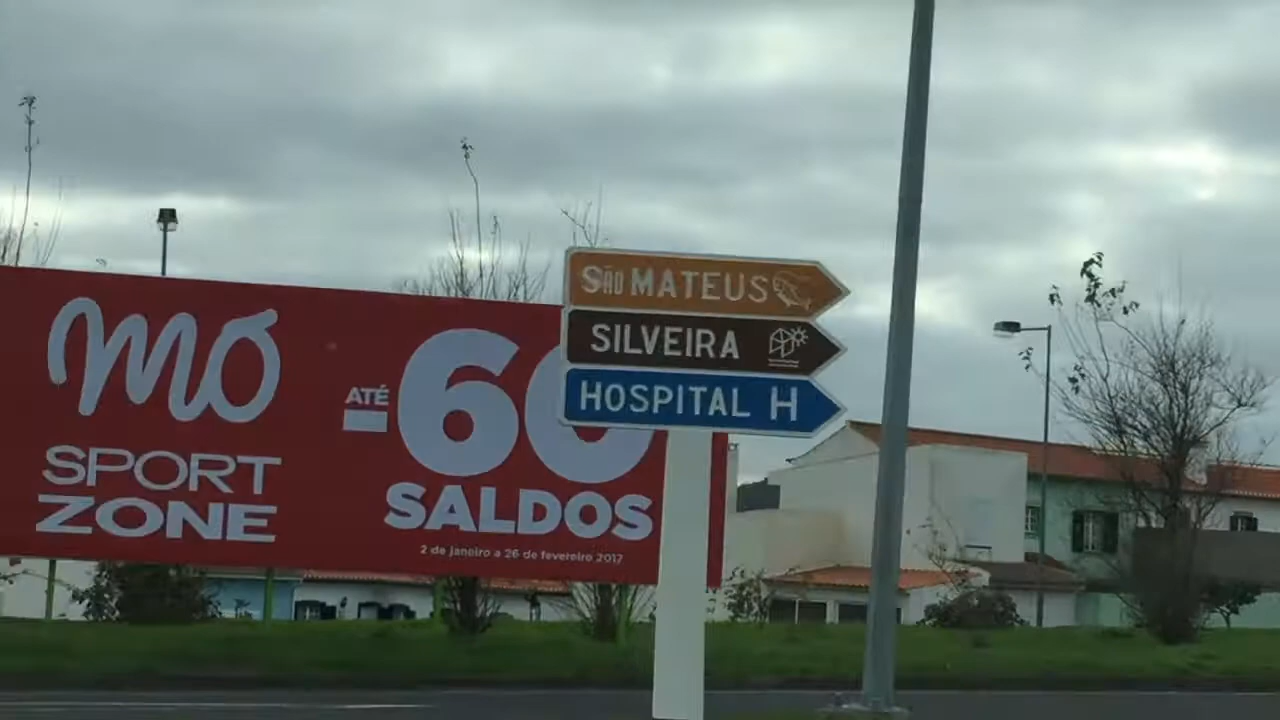 MO
SPORT
ZONE
ATÉ
-60
SALDOS
2 de janeiro a 26 de fevereiro 2017
SÃO MATEUS
SILVEIRA
HOSPITAL H